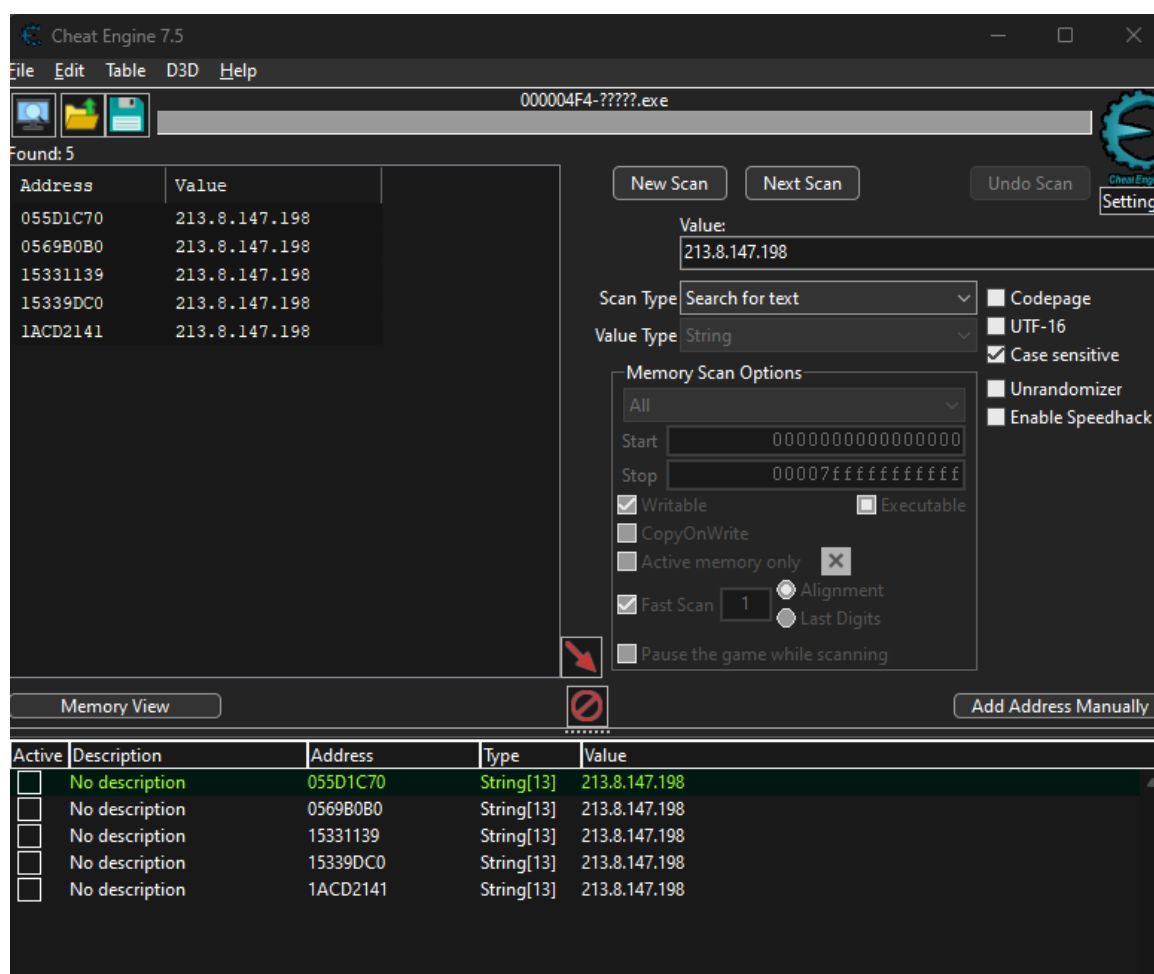 Cheat Engine 7.5
File Edit Table D3D Help
000004F4-?????.exe
Found: 5
Address Value
055D1C70 213.8.147.198
0569B0B0 213.8.147.198
15331139 213.8.147.198
15339DC0 213.8.147.198
1ACD2141 213.8.147.198
New Scan Next Scan Undo Scan
Cheat Eng
Setting
Value:
213.8.147.198
Scan Type Search for text
Value Type String
Codepage
UTF-16
Case sensitive
Unrandomizer
Enable Speedhack
Memory Scan Options
All
Start 0000000000000000
Stop 00007fffffffffff
Writable Executable
CopyOnWrite
Active memory only
Fast Scan 1 Alignment
Last Digits
Pause the game while scanning
Memory View Add Address Manually
Active Description Address Type Value
No description 055D1C70 String[13] 213.8.147.198
No description 0569B0B0 String[13] 213.8.147.198
No description 15331139 String[13] 213.8.147.198
No description 15339DC0 String[13] 213.8.147.198
No description 1ACD2141 String[13] 213.8.147.198